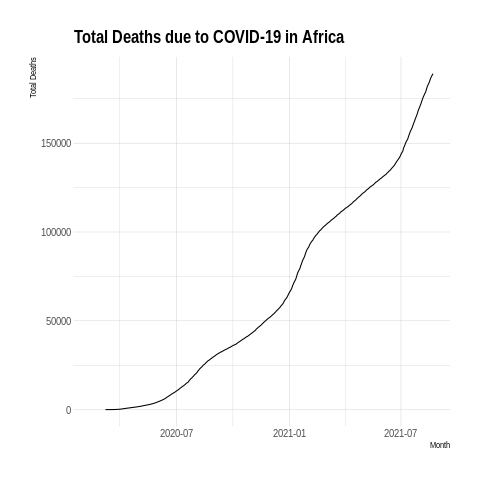 Total Deaths due to COVID-19 in Africa
Total Deaths
150000
100000
50000
0
2020-07 2021-01 2021-07
Month